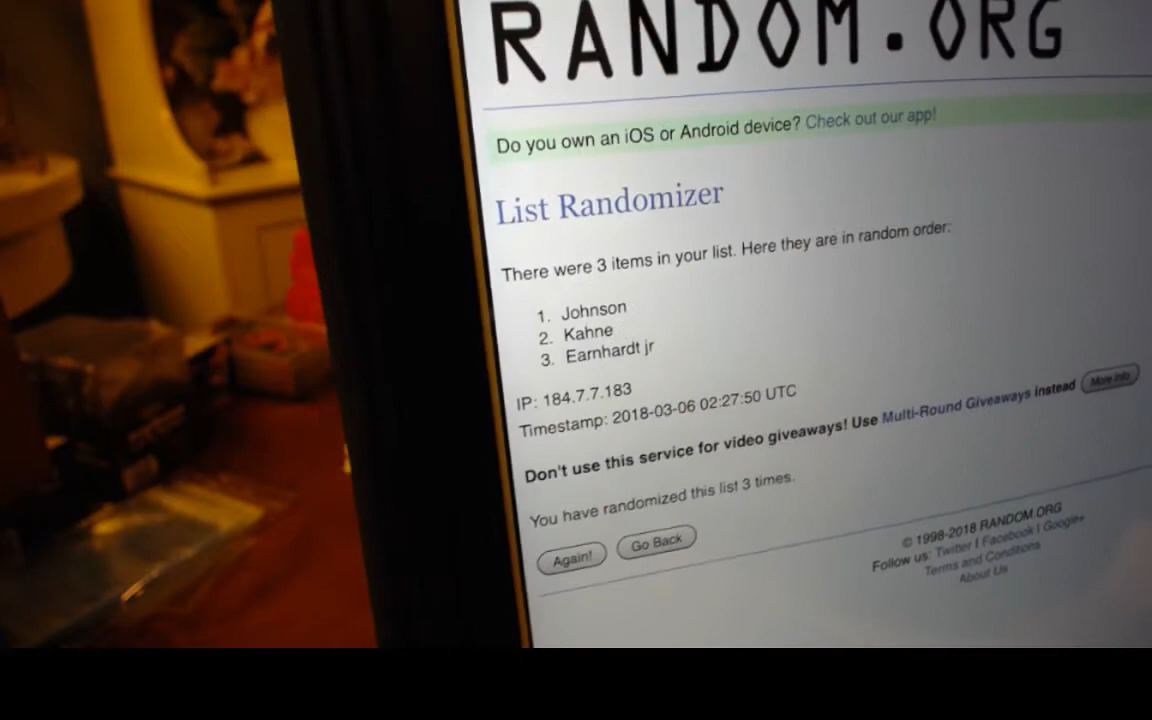 RANDOM.ORG
Do you own an iOS or Android device? Check out our app!
List Randomizer
There were 3 items in your list. Here they are in random order:
1. Johnson
2. Kahne
3. Earnhardt jr
IP: 184.7.7.183
Timestamp: 2018-03-06 02:27:50 UTC
Don't use this service for video giveaways! Use Multi-Round Giveaways instead More Info
You have randomized this list 3 times.
Again! Go Back
© 1998-2018 RANDOM.ORG
Follow us: Twitter | Facebook | Google+
Terms and Conditions
About Us